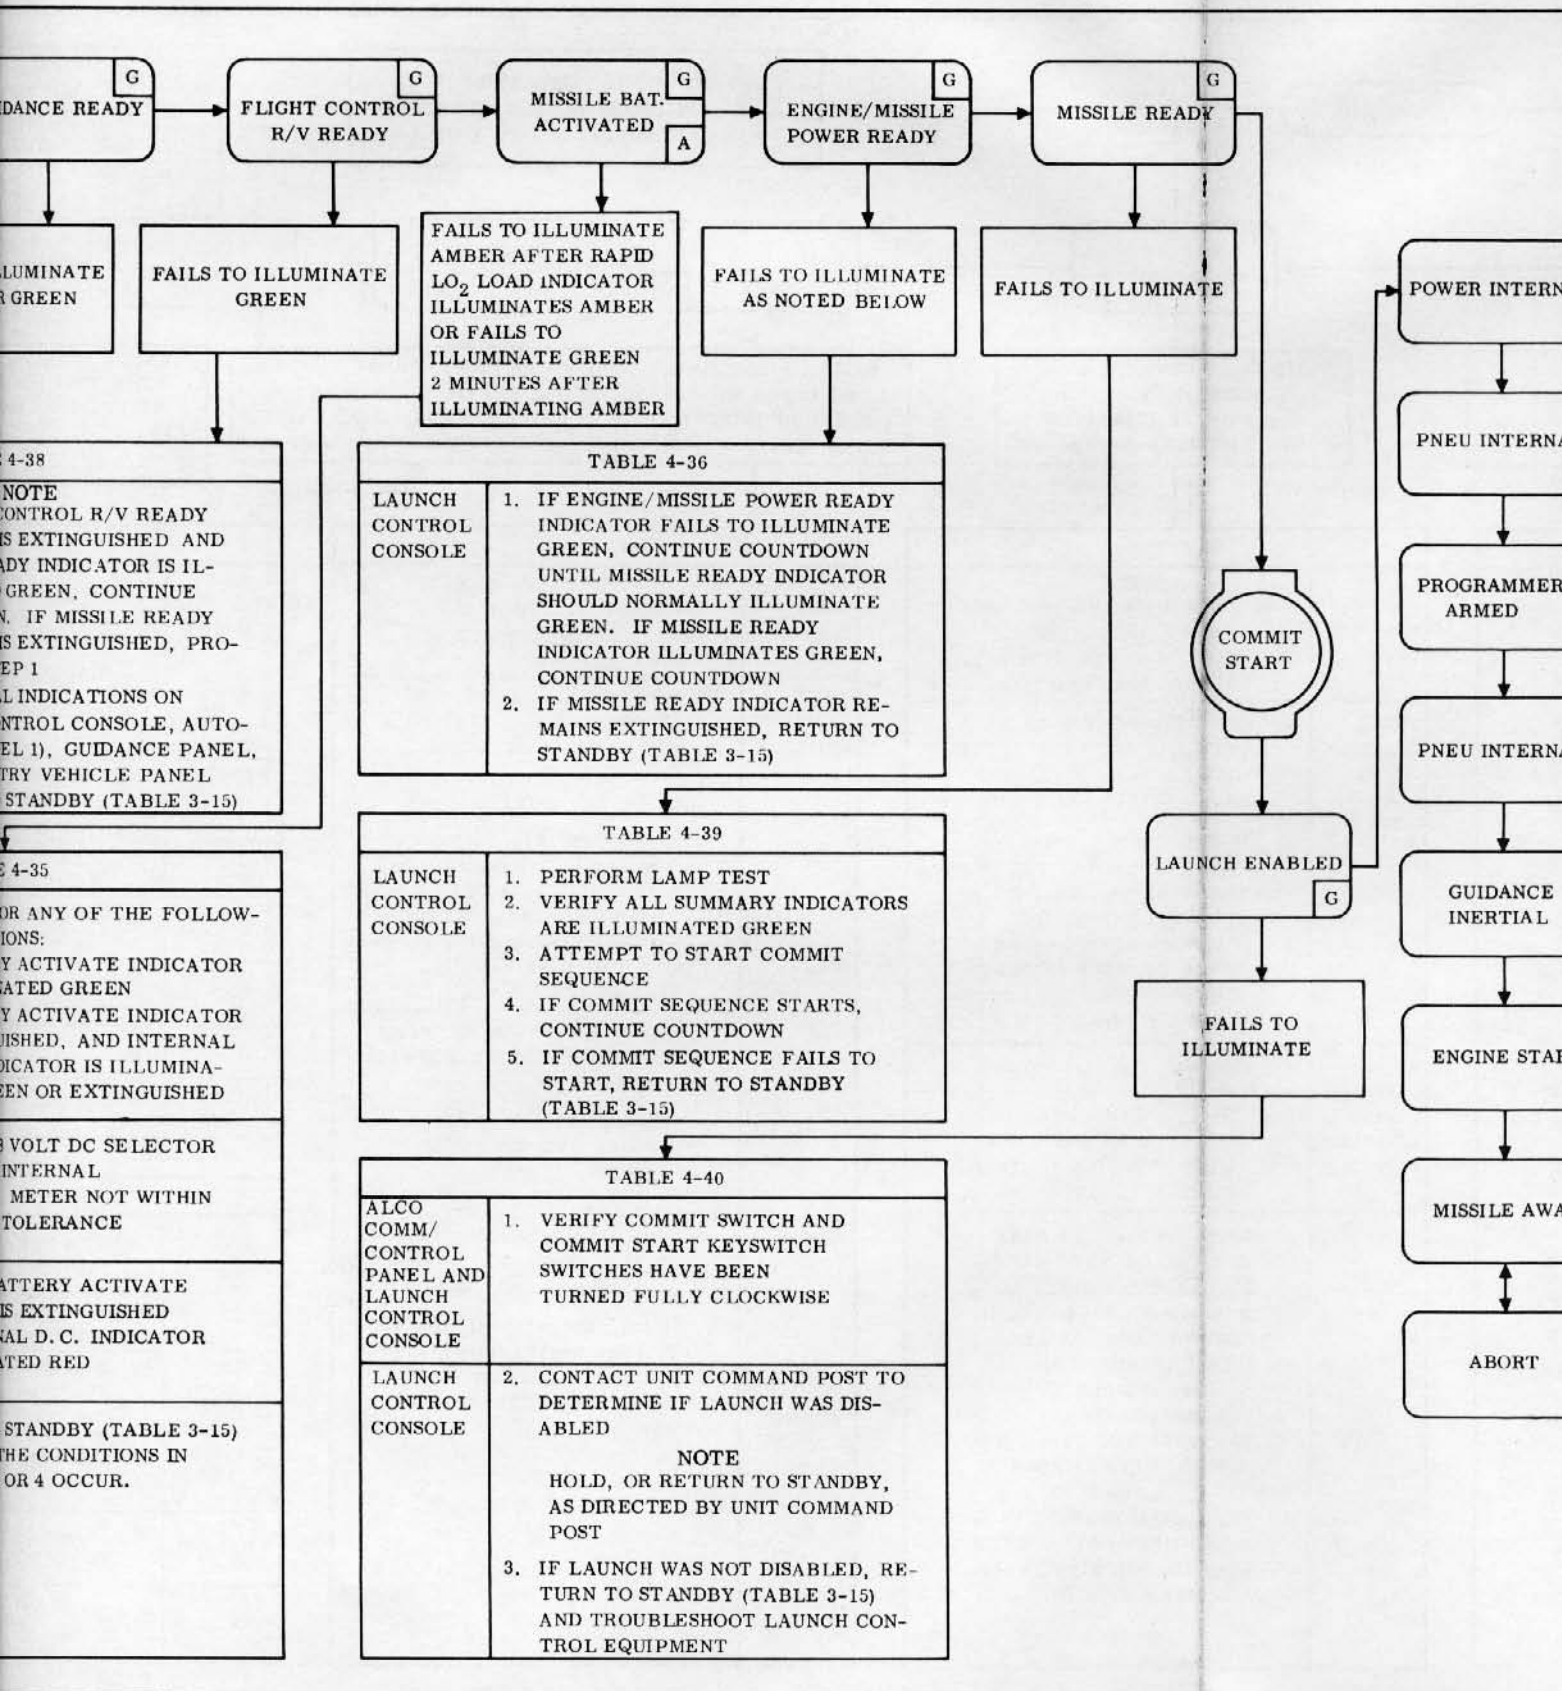 G
DANCE READY
G
FLIGHT CONTROL
R/V READY
G
MISSILE BAT.
ACTIVATED
A
G
ENGINE/MISSILE
POWER READY
G
MISSILE READY
LUMINATE
GREEN
FAILS TO ILLUMINATE
GREEN
FAILS TO ILLUMINATE
AMBER AFTER RAPID
LO2 LOAD INDICATOR
ILLUMINATES AMBER
OR FAILS TO
ILLUMINATE GREEN
2 MINUTES AFTER
ILLUMINATING AMBER
FAILS TO ILLUMINATE
AS NOTED BELOW
FAILS TO ILLUMINATE
4-38
NOTE
CONTROL R/V READY
IS EXTINGUISHED AND
ADY INDICATOR IS IL-
GREEN, CONTINUE
N. IF MISSILE READY
IS EXTINGUISHED, PRO-
EP 1
L INDICATIONS ON
NTROL CONSOLE, AUTO-
EL 1), GUIDANCE PANEL,
TRY VEHICLE PANEL
STANDBY (TABLE 3-15)
4-35
OR ANY OF THE FOLLOW-
IONS:
Y ACTIVATE INDICATOR
ATED GREEN
Y ACTIVATE INDICATOR
UISHED, AND INTERNAL
DICATOR IS ILLUMINA-
EEN OR EXTINGUISHED
VOLT DC SELECTOR
INTERNAL
METER NOT WITHIN
TOLERANCE
ATTERY ACTIVATE
IS EXTINGUISHED
NAL D.C. INDICATOR
ATED RED
STANDBY (TABLE 3-15)
THE CONDITIONS IN
OR 4 OCCUR.
TABLE 4-36
LAUNCH
CONTROL
CONSOLE
1. IF ENGINE/MISSILE POWER READY
INDICATOR FAILS TO ILLUMINATE
GREEN, CONTINUE COUNTDOWN
UNTIL MISSILE READY INDICATOR
SHOULD NORMALLY ILLUMINATE
GREEN. IF MISSILE READY
INDICATOR ILLUMINATES GREEN,
CONTINUE COUNTDOWN
2. IF MISSILE READY INDICATOR RE-
MAINS EXTINGUISHED, RETURN TO
STANDBY (TABLE 3-15)
TABLE 4-39
LAUNCH
CONTROL
CONSOLE
1. PERFORM LAMP TEST
2. VERIFY ALL SUMMARY INDICATORS
ARE ILLUMINATED GREEN
3. ATTEMPT TO START COMMIT
SEQUENCE
4. IF COMMIT SEQUENCE STARTS,
CONTINUE COUNTDOWN
5. IF COMMIT SEQUENCE FAILS TO
START, RETURN TO STANDBY
(TABLE 3-15)
TABLE 4-40
ALCO
COMM/
CONTROL
PANEL AND
LAUNCH
CONTROL
CONSOLE
1. VERIFY COMMIT SWITCH AND
COMMIT START KEYSWITCH
SWITCHES HAVE BEEN
TURNED FULLY CLOCKWISE
LAUNCH
CONTROL
CONSOLE
2. CONTACT UNIT COMMAND POST TO
DETERMINE IF LAUNCH WAS DIS-
ABLED
NOTE
HOLD, OR RETURN TO STANDBY,
AS DIRECTED BY UNIT COMMAND
POST
3. IF LAUNCH WAS NOT DISABLED, RE-
TURN TO STANDBY (TABLE 3-15)
AND TROUBLESHOOT LAUNCH CON-
TROL EQUIPMENT
COMMIT
START
LAUNCH ENABLED
G
FAILS TO
ILLUMINATE
POWER INTERN
PNEU INTERNA
PROGRAMMER
ARMED
PNEU INTERNA
GUIDANCE
INERTIAL
ENGINE STAR
MISSILE AWA
ABORT